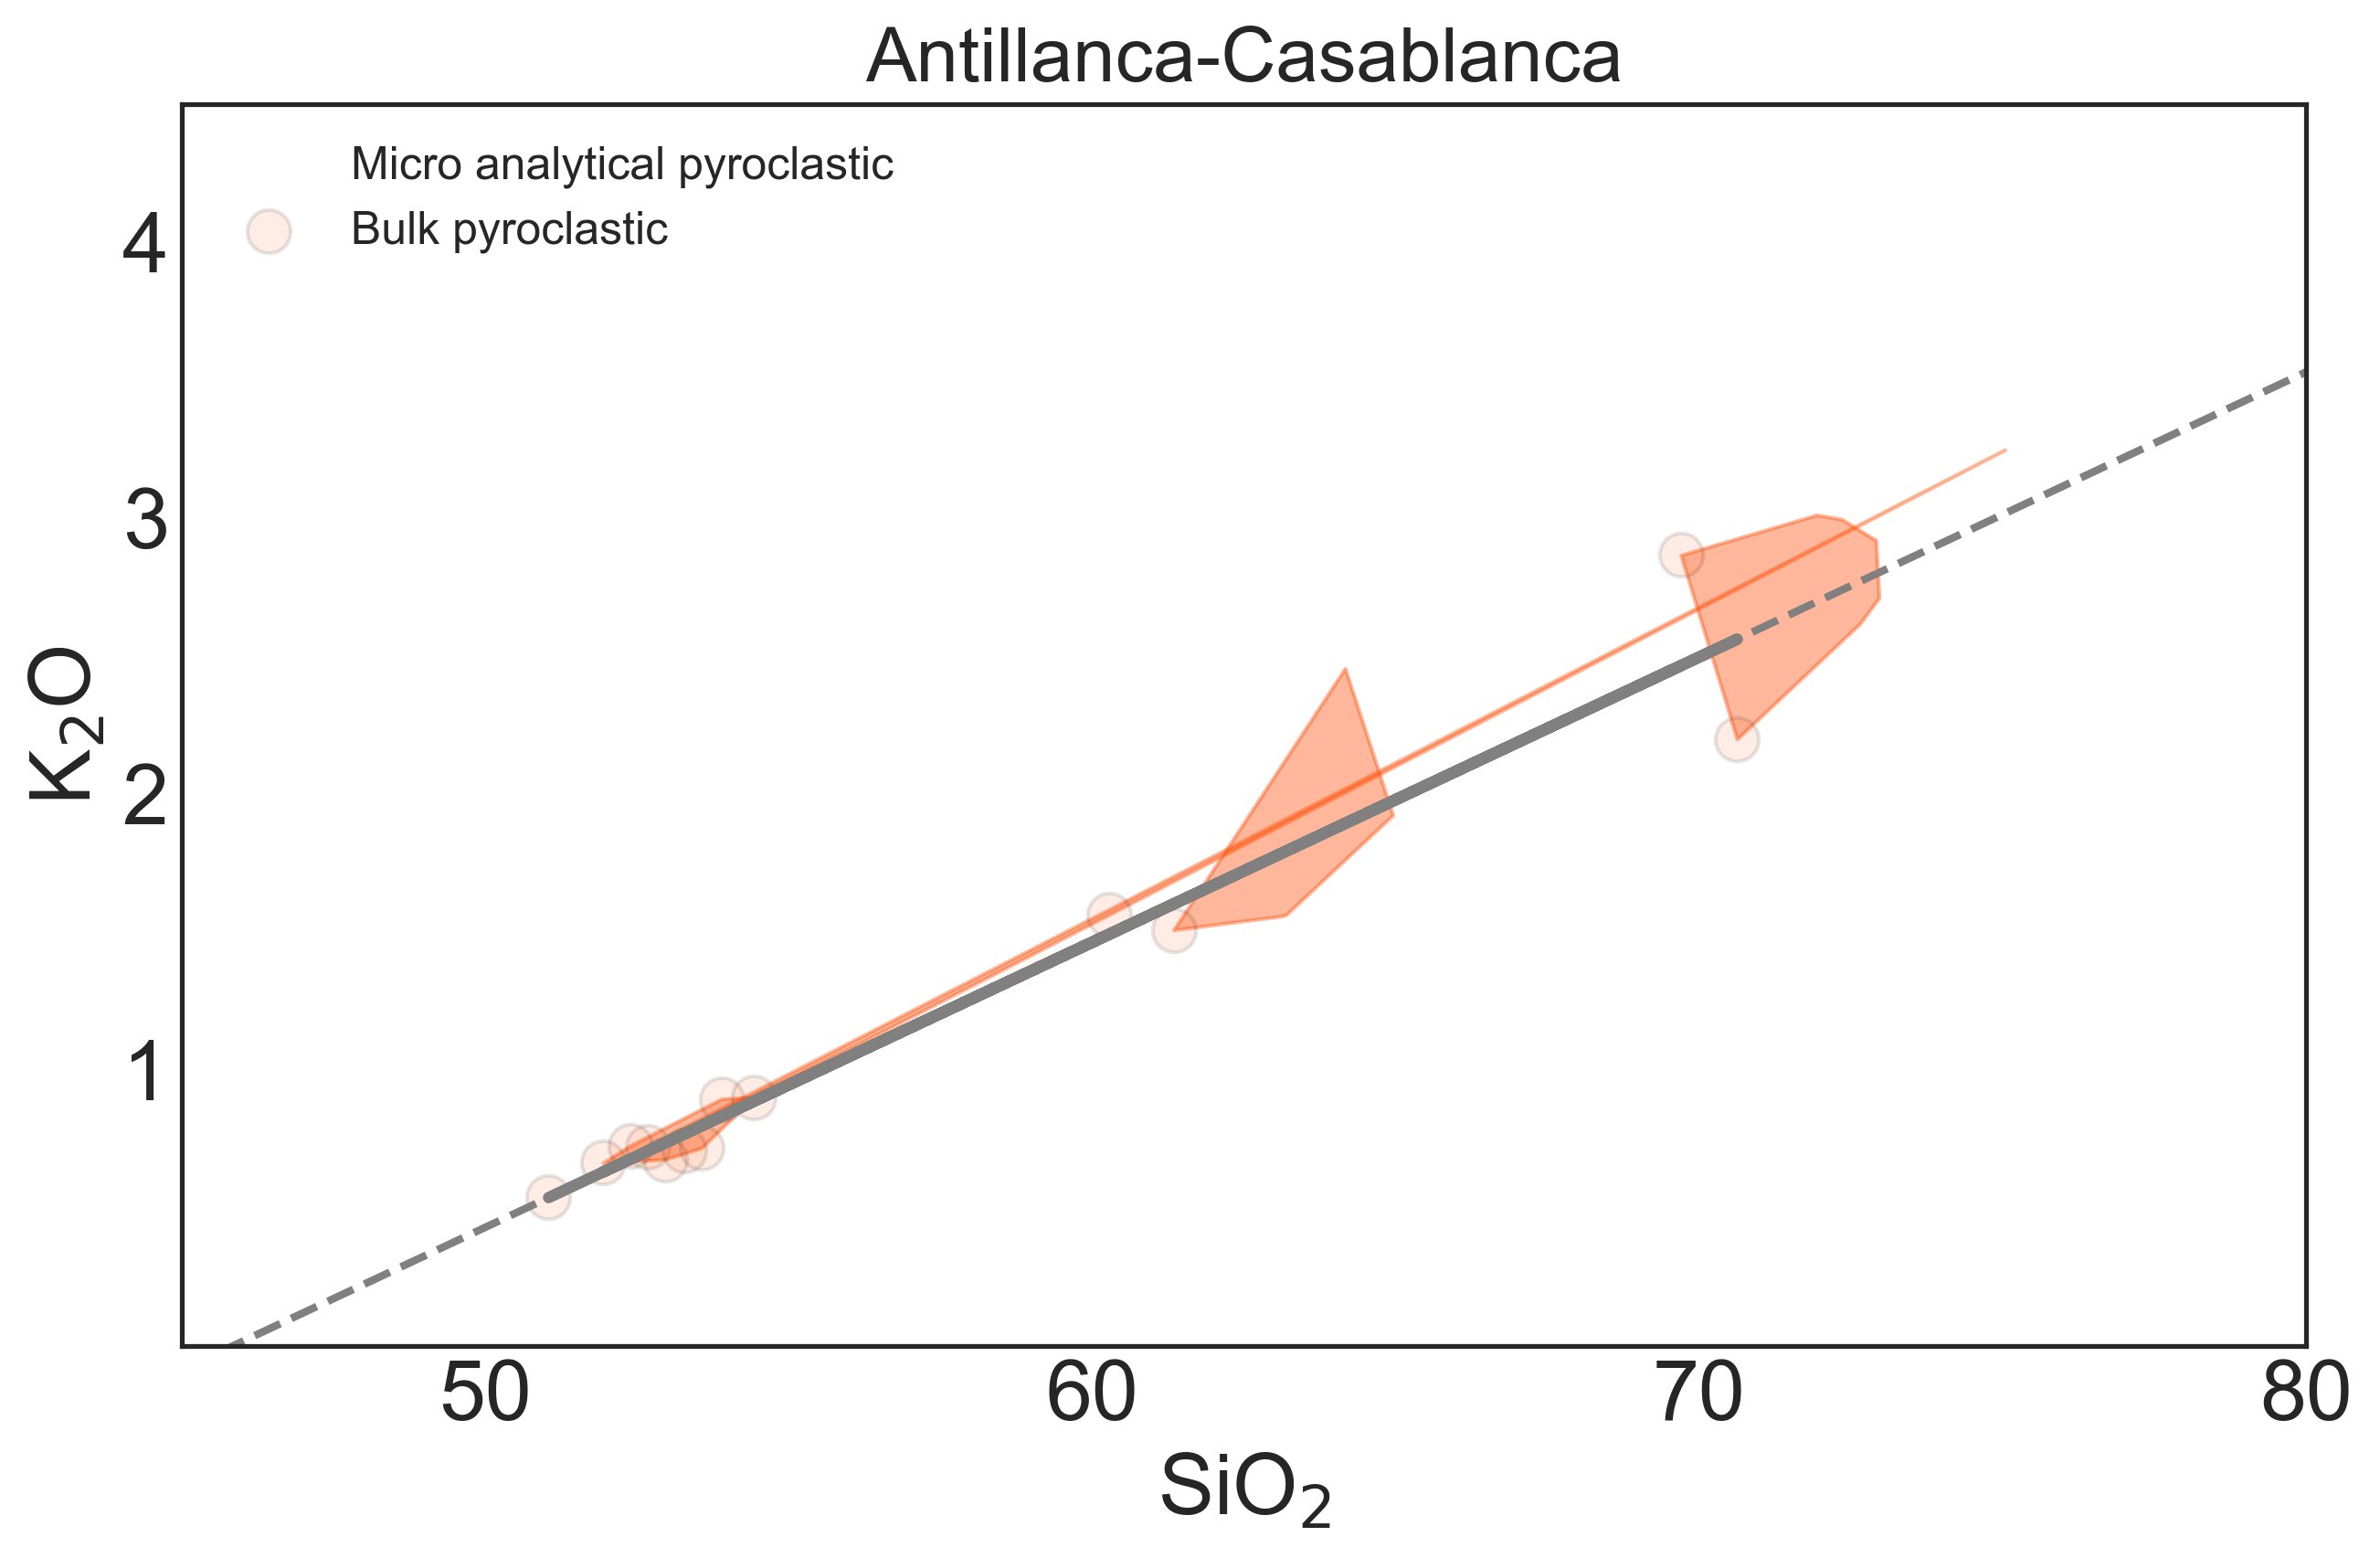 Antillanca-Casablanca
Micro analytical pyroclastic
Bulk pyroclastic
4
3
2
1
K₂O
50 60 70 80
SiO₂